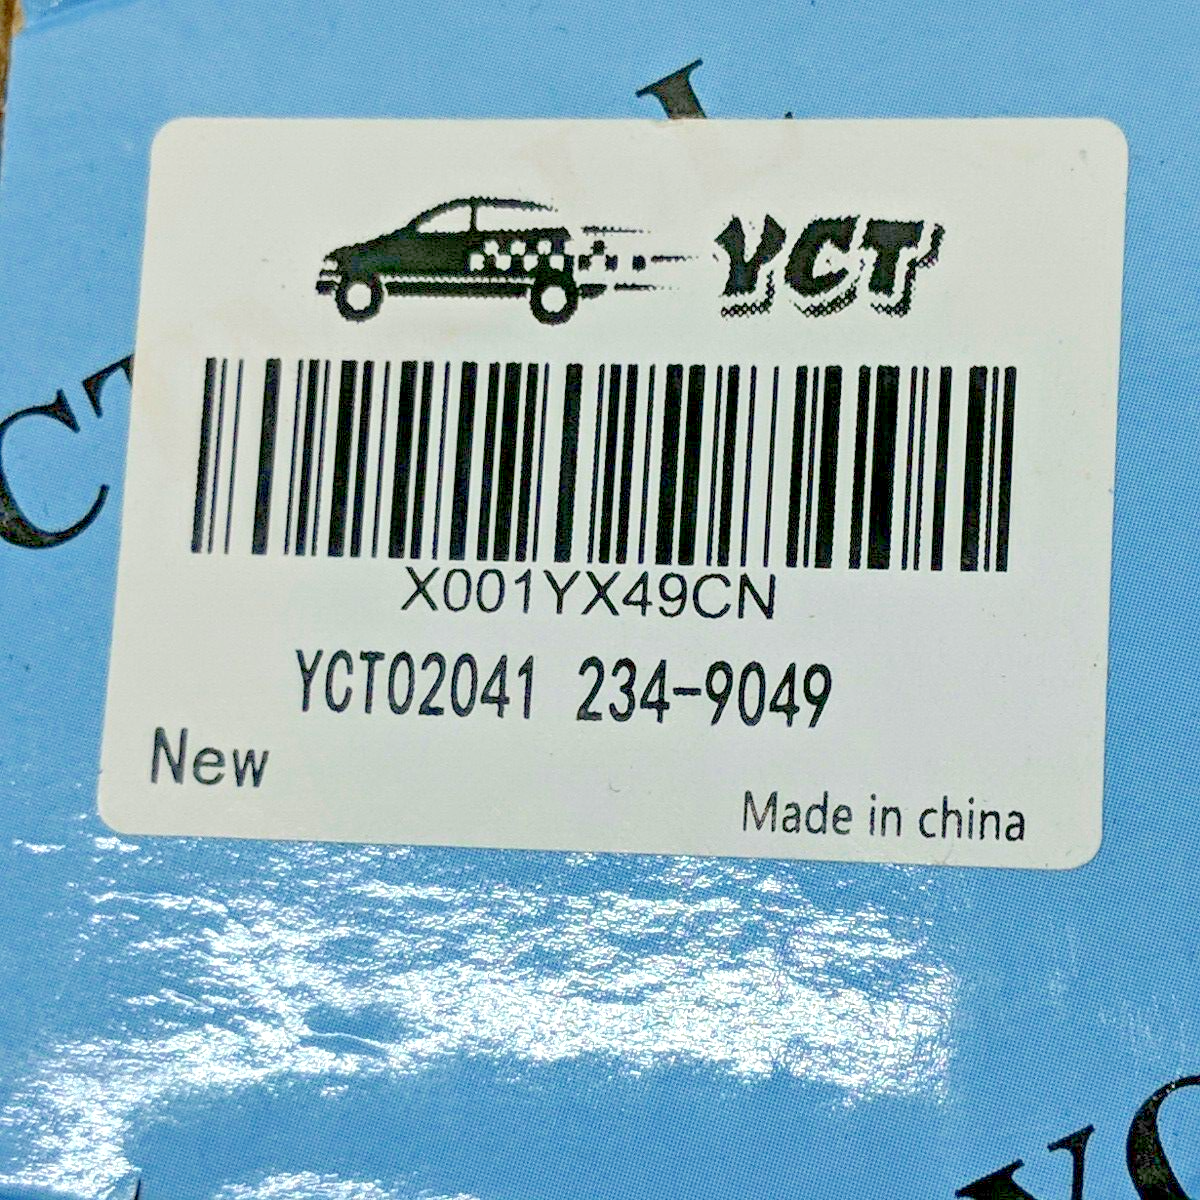 YCT
X001YX49CN
YCT02041 234-9049
New
Made in china